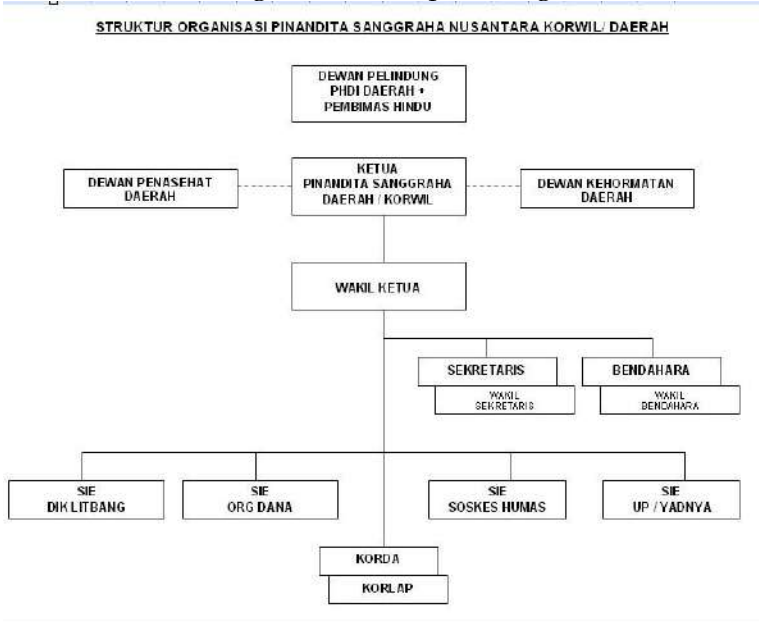 STRUKTUR ORGANISASI PINANDITA SANGGRAHA NUSANTARA KORWIL/ DAERAH
DEWAN PELINDUNG
PHDI DAERAH +
PEMBIMAS HINDU
KETUA
PINANDITA SANGGRAHA
DAERAH / KORWIL
DEWAN PENASEHAT
DAERAH
DEWAN KEHORMATAN
DAERAH
WAKIL KETUA
SEKRETARIS
WAKIL
SEKRETARIS
BENDAHARA
WAKIL
BENDAHARA
SIE
DIKLITBANG
SIE
ORG DANA
SIE
SOSKES HUMAS
SIE
UP / YADNYA
KORDA
KORLAP